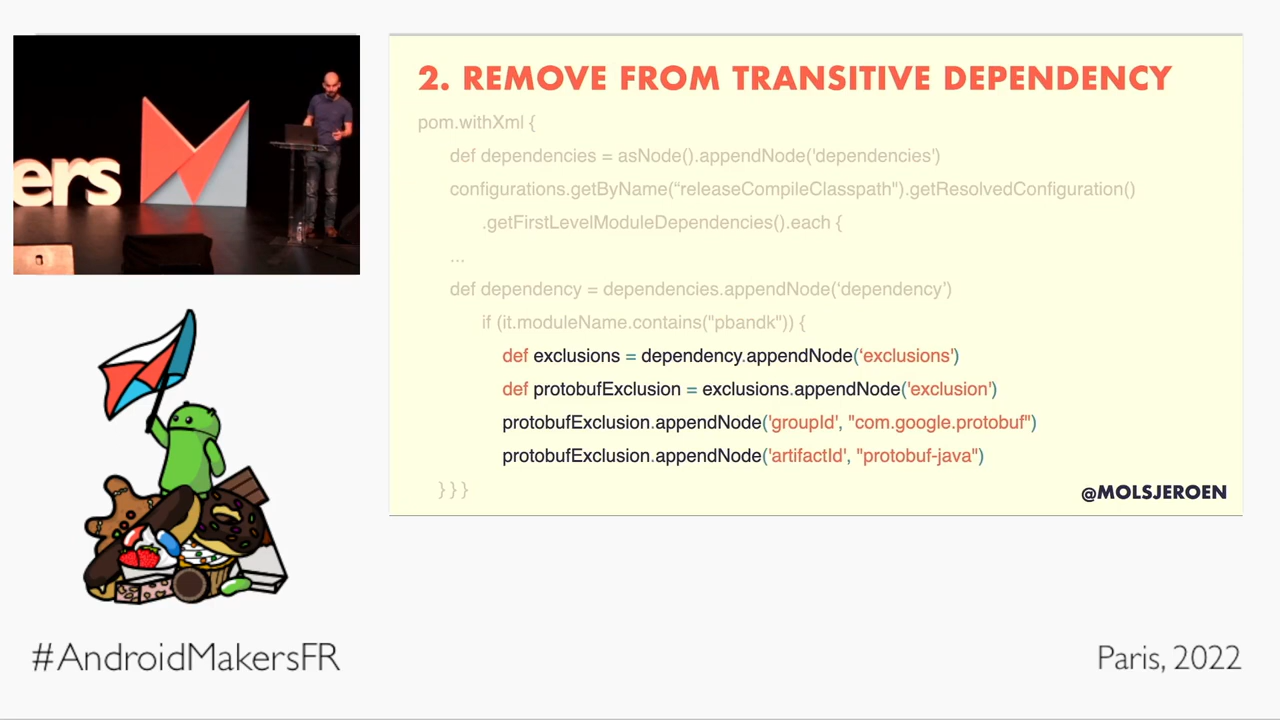 ers
2. REMOVE FROM TRANSITIVE DEPENDENCY
pom.withXml {
def dependencies = asNode().appendNode('dependencies')
configurations.getByName(“releaseCompileClasspath").getResolvedConfiguration()
.getFirstLevelModuleDependencies().each {
...
def dependency = dependencies.appendNode(‘dependency’)
if (it.moduleName.contains("pbandk")) {
def exclusions = dependency.appendNode(‘exclusions’)
def protobufExclusion = exclusions.appendNode('exclusion')
protobufExclusion.appendNode('groupId', "com.google.protobuf")
protobufExclusion.appendNode('artifactId', "protobuf-java")
} } }
@MOLSJEROEN
#AndroidMakersFR
Paris, 2022